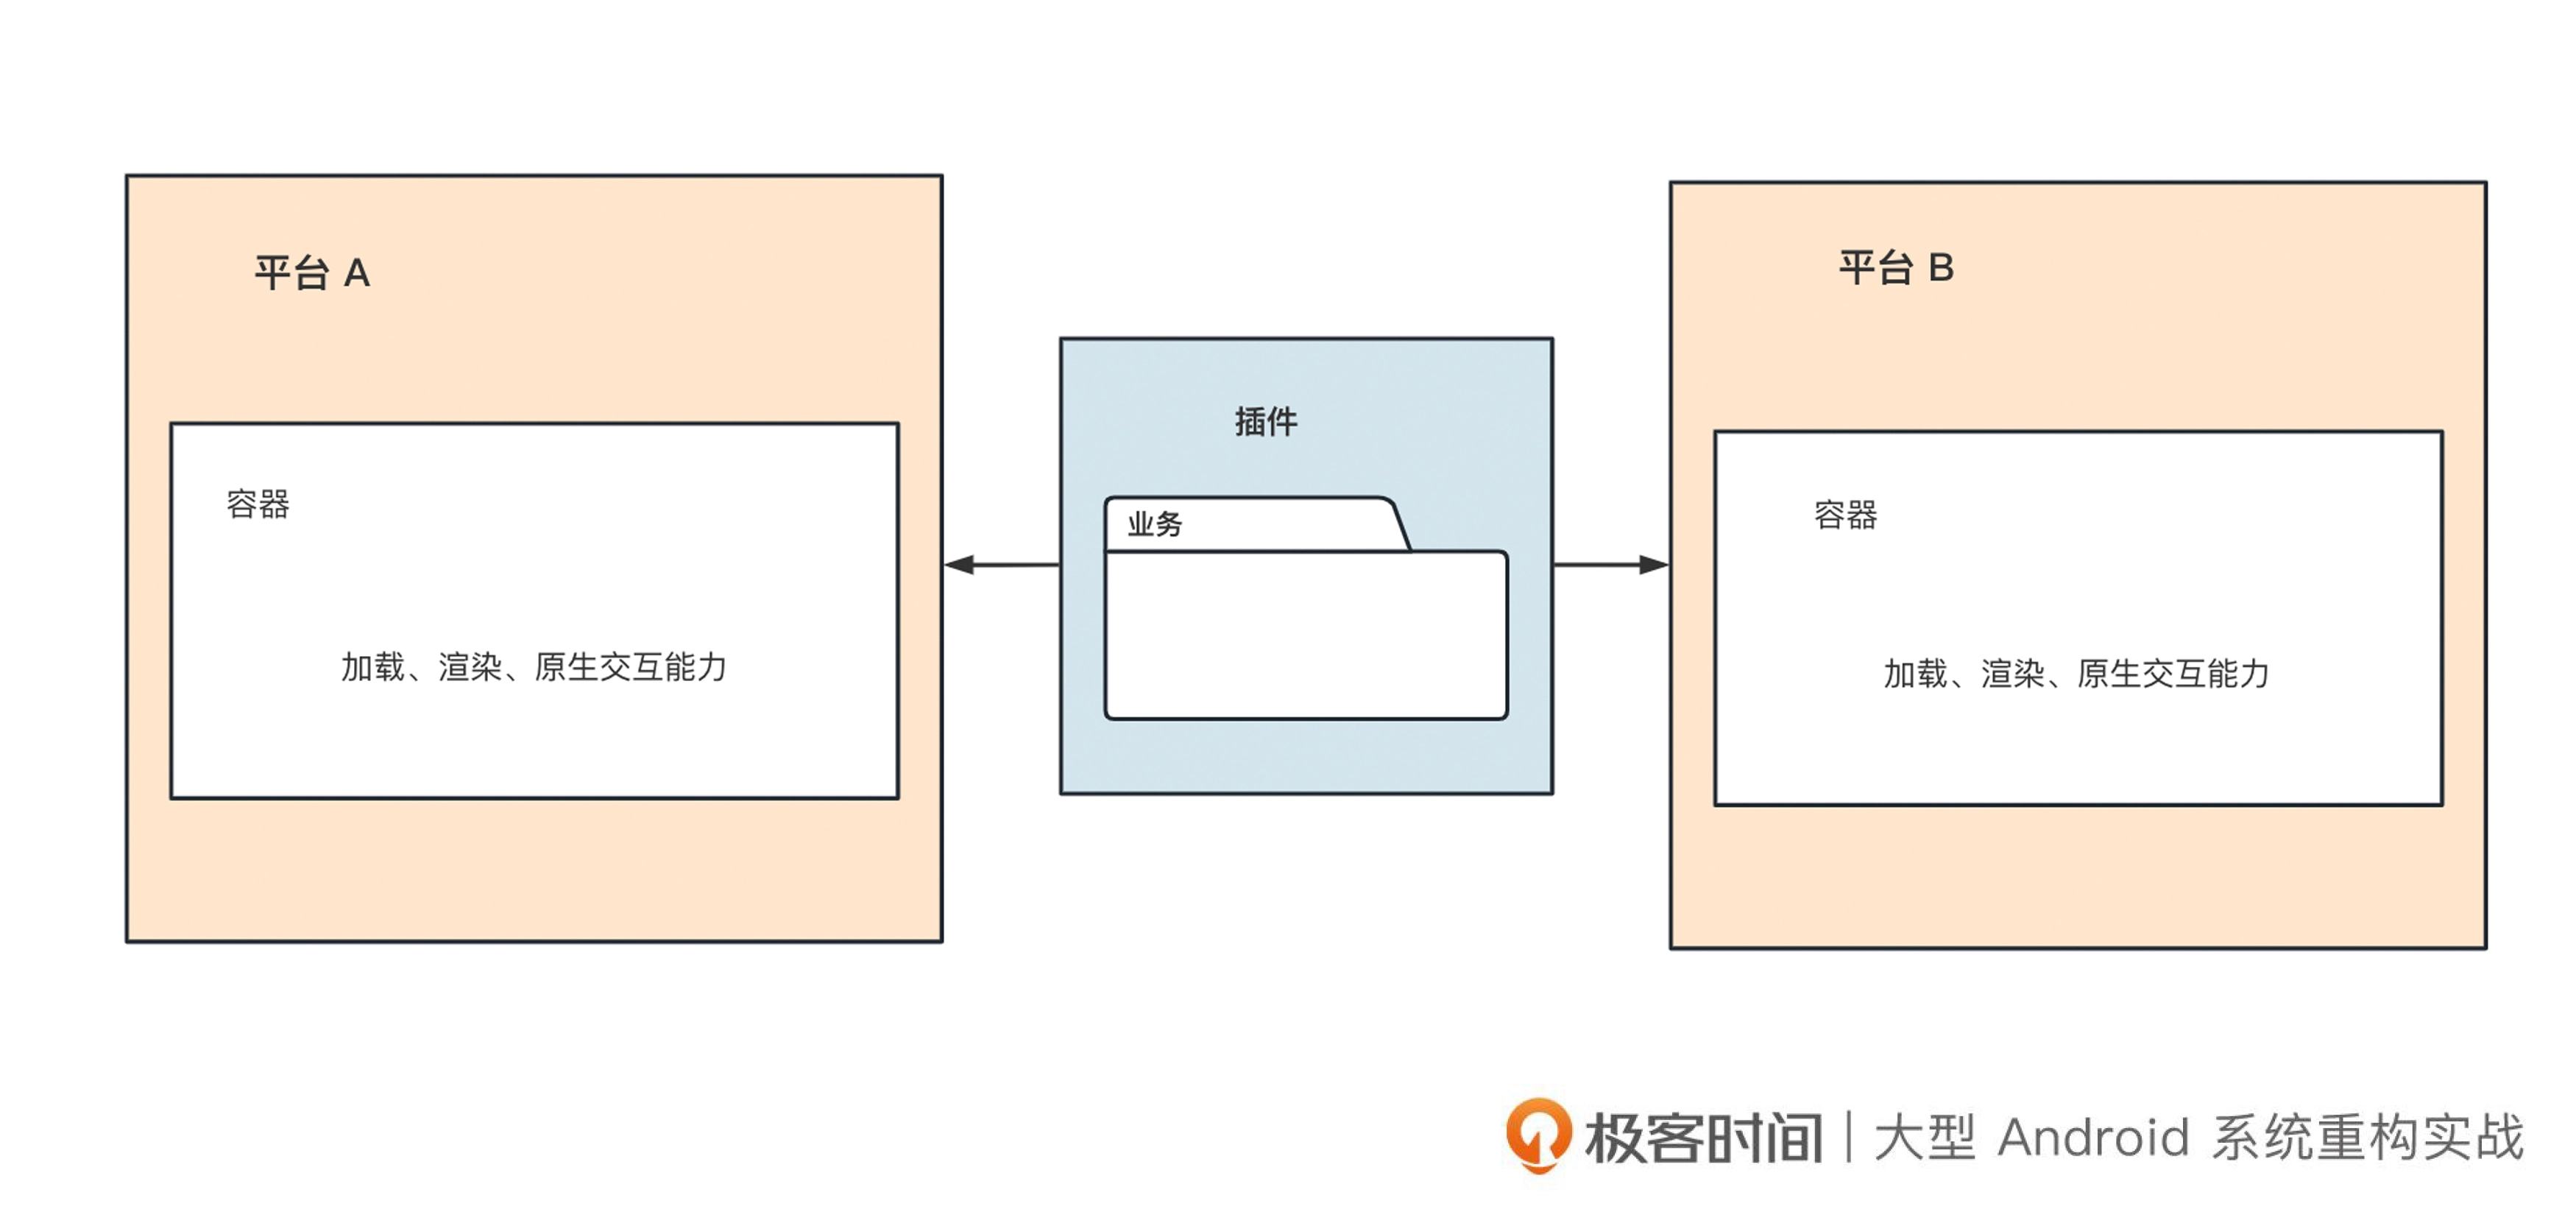 平台 A
容器
加载、渲染、原生交互能力
插件
业务
平台 B
容器
加载、渲染、原生交互能力
极客时间 | 大型 Android 系统重构实战